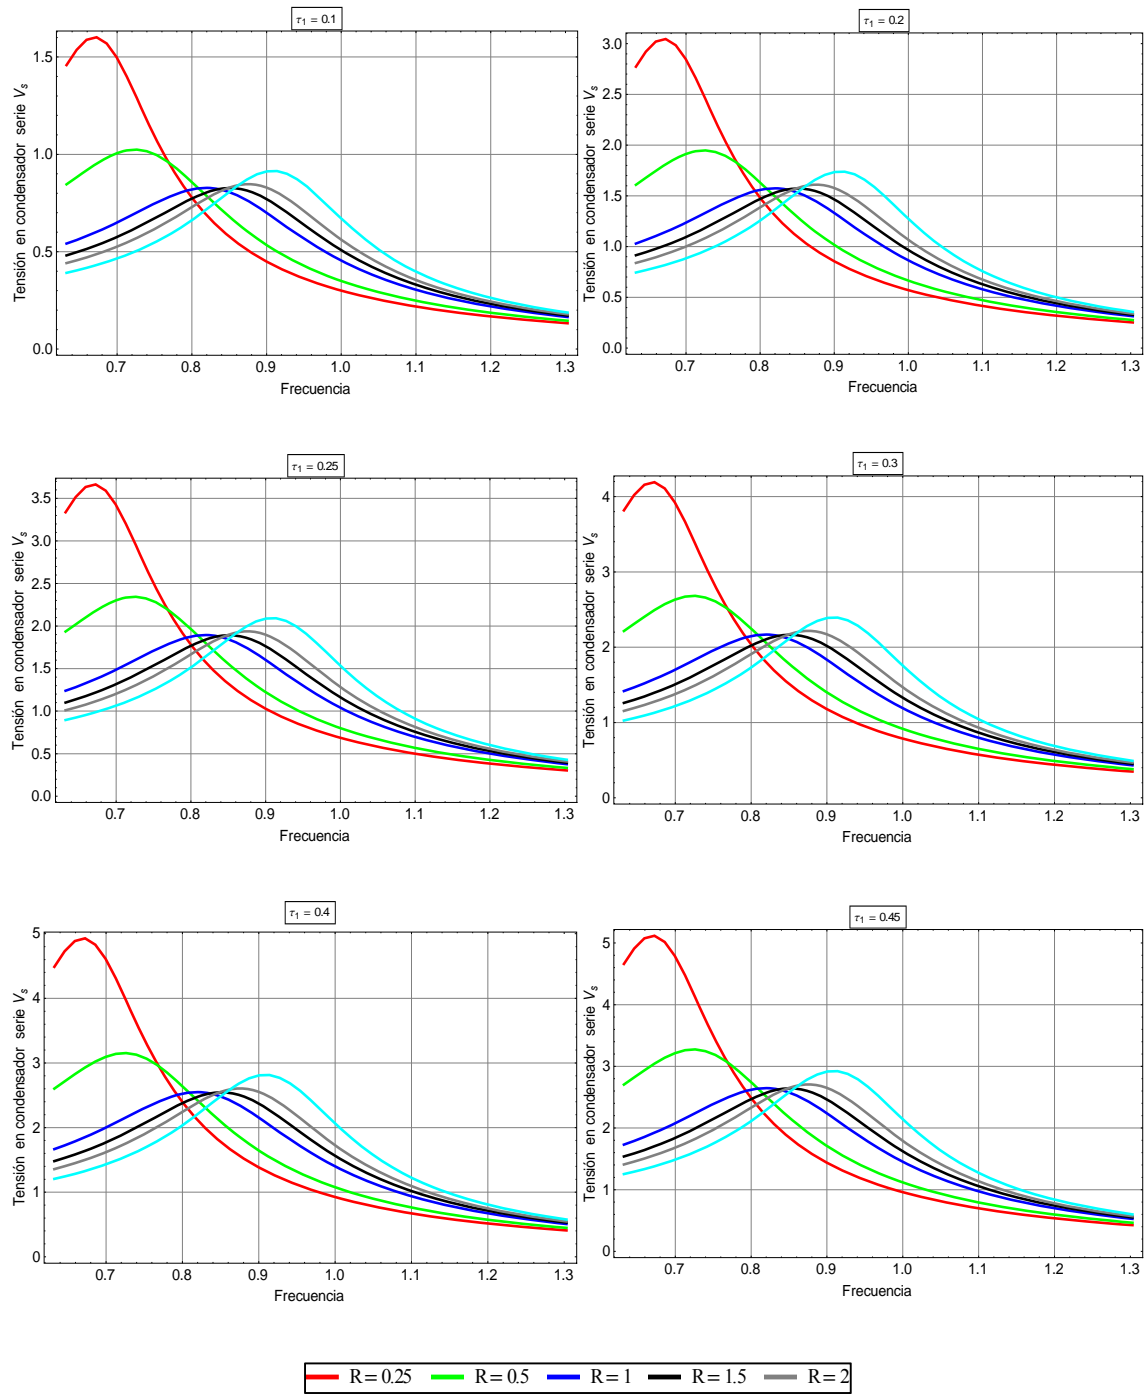 τ₁ = 0.1
Tensión en condensador serie Vₛ
1.5
1.0
0.5
0.0
0.7 0.8 0.9 1.0 1.1 1.2 1.3
Frecuencia
τ₁ = 0.2
Tensión en condensador serie Vₛ
3.0
2.5
2.0
1.5
1.0
0.5
0.0
0.7 0.8 0.9 1.0 1.1 1.2 1.3
Frecuencia
τ₁ = 0.25
Tensión en condensador serie Vₛ
3.5
3.0
2.5
2.0
1.5
1.0
0.5
0.0
0.7 0.8 0.9 1.0 1.1 1.2 1.3
Frecuencia
τ₁ = 0.3
Tensión en condensador serie Vₛ
4
3
2
1
0
0.7 0.8 0.9 1.0 1.1 1.2 1.3
Frecuencia
τ₁ = 0.4
Tensión en condensador serie Vₛ
5
4
3
2
1
0
0.7 0.8 0.9 1.0 1.1 1.2 1.3
Frecuencia
τ₁ = 0.45
Tensión en condensador serie Vₛ
5
4
3
2
1
0
0.7 0.8 0.9 1.0 1.1 1.2 1.3
Frecuencia
R = 0.25 R = 0.5 R = 1 R = 1.5 R = 2